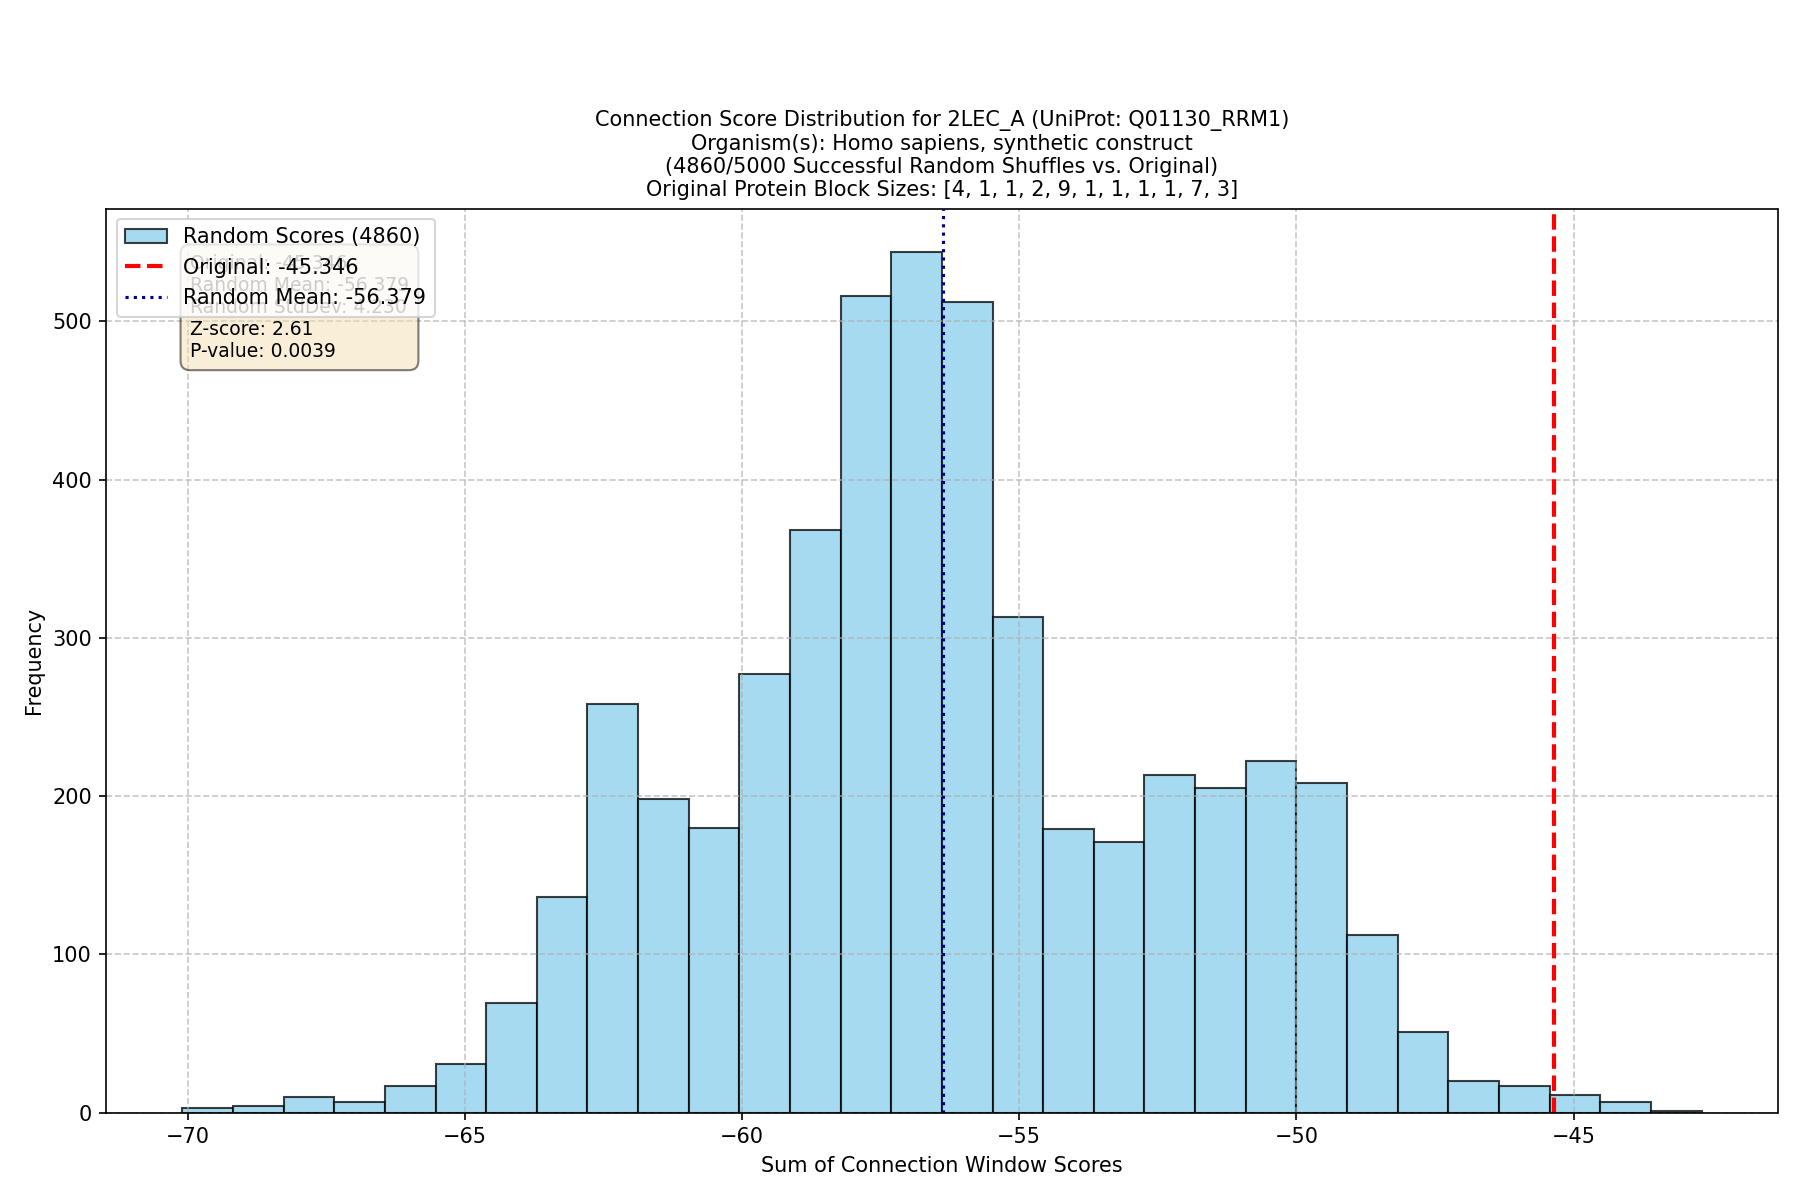 Connection Score Distribution for 2LEC_A (UniProt: Q01130_RRM1)
Organism(s): Homo sapiens, synthetic construct
(4860/5000 Successful Random Shuffles vs. Original)
Original Protein Block Sizes: [4, 1, 1, 2, 9, 1, 1, 1, 1, 7, 3]
Random Scores (4860)
Original: -45.346
Random Mean: -56.379
Original: -45.346
Random Mean: -56.379
Random StdDev: 4.230
Z-score: 2.61
P-value: 0.0039
Frequency
500
400
300
200
100
0
−70
−65
−60
−55
−50
−45
Sum of Connection Window Scores